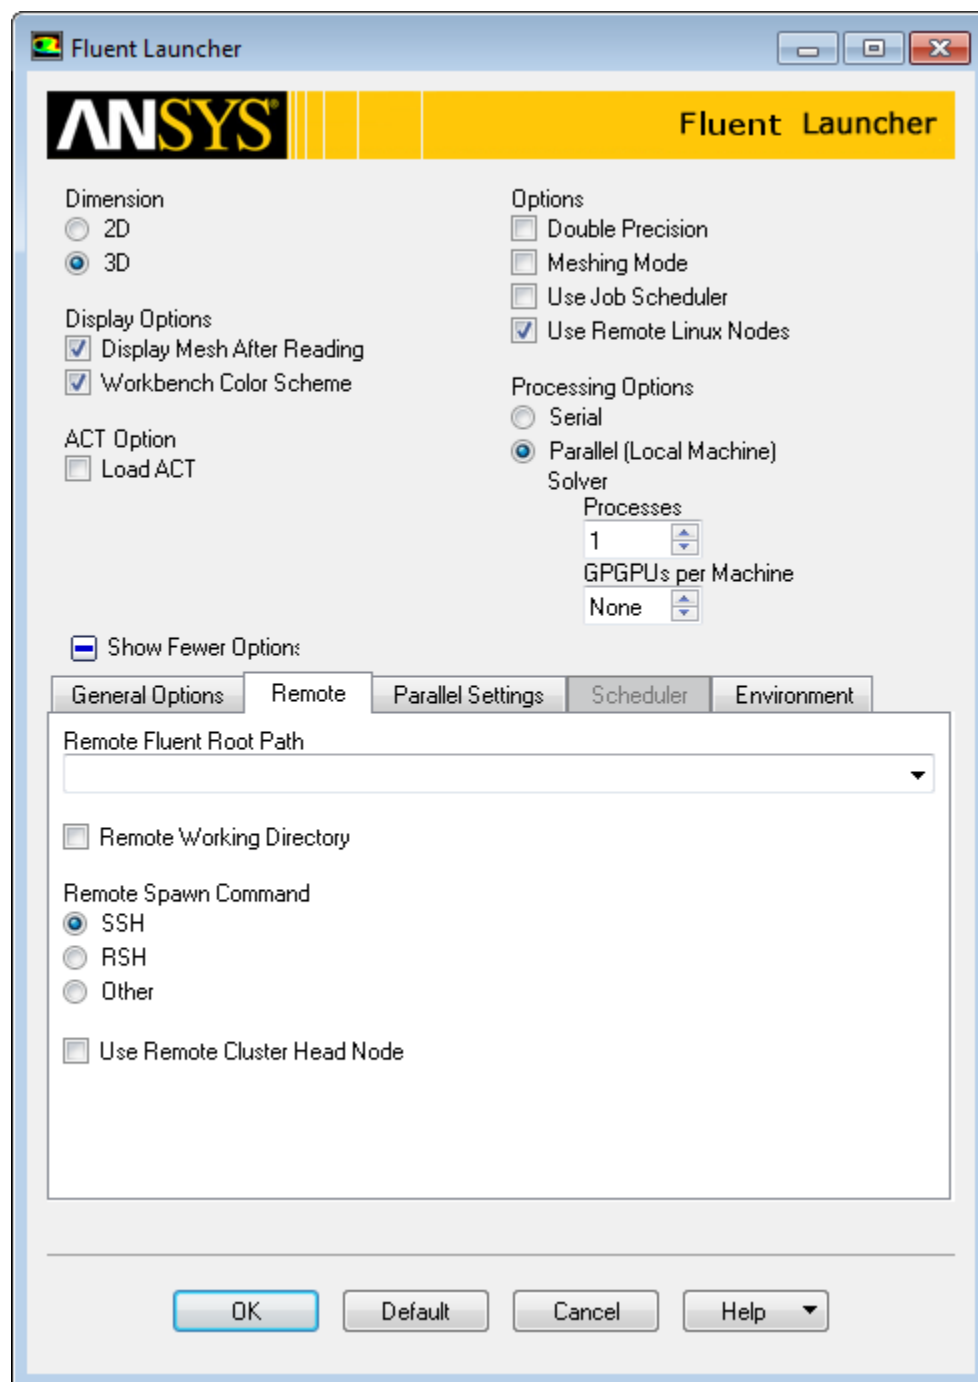 Fluent Launcher
ANSYS®
Fluent Launcher
Dimension
2D
3D
Display Options
Display Mesh After Reading
Workbench Color Scheme
ACT Option
Load ACT
Options
Double Precision
Meshing Mode
Use Job Scheduler
Use Remote Linux Nodes
Processing Options
Serial
Parallel (Local Machine)
Solver
Processes
1
GPGPUs per Machine
None
Show Fewer Options
General Options Remote Parallel Settings Scheduler Environment
Remote Fluent Root Path
Remote Working Directory
Remote Spawn Command
SSH
RSH
Other
Use Remote Cluster Head Node
OK Default Cancel Help